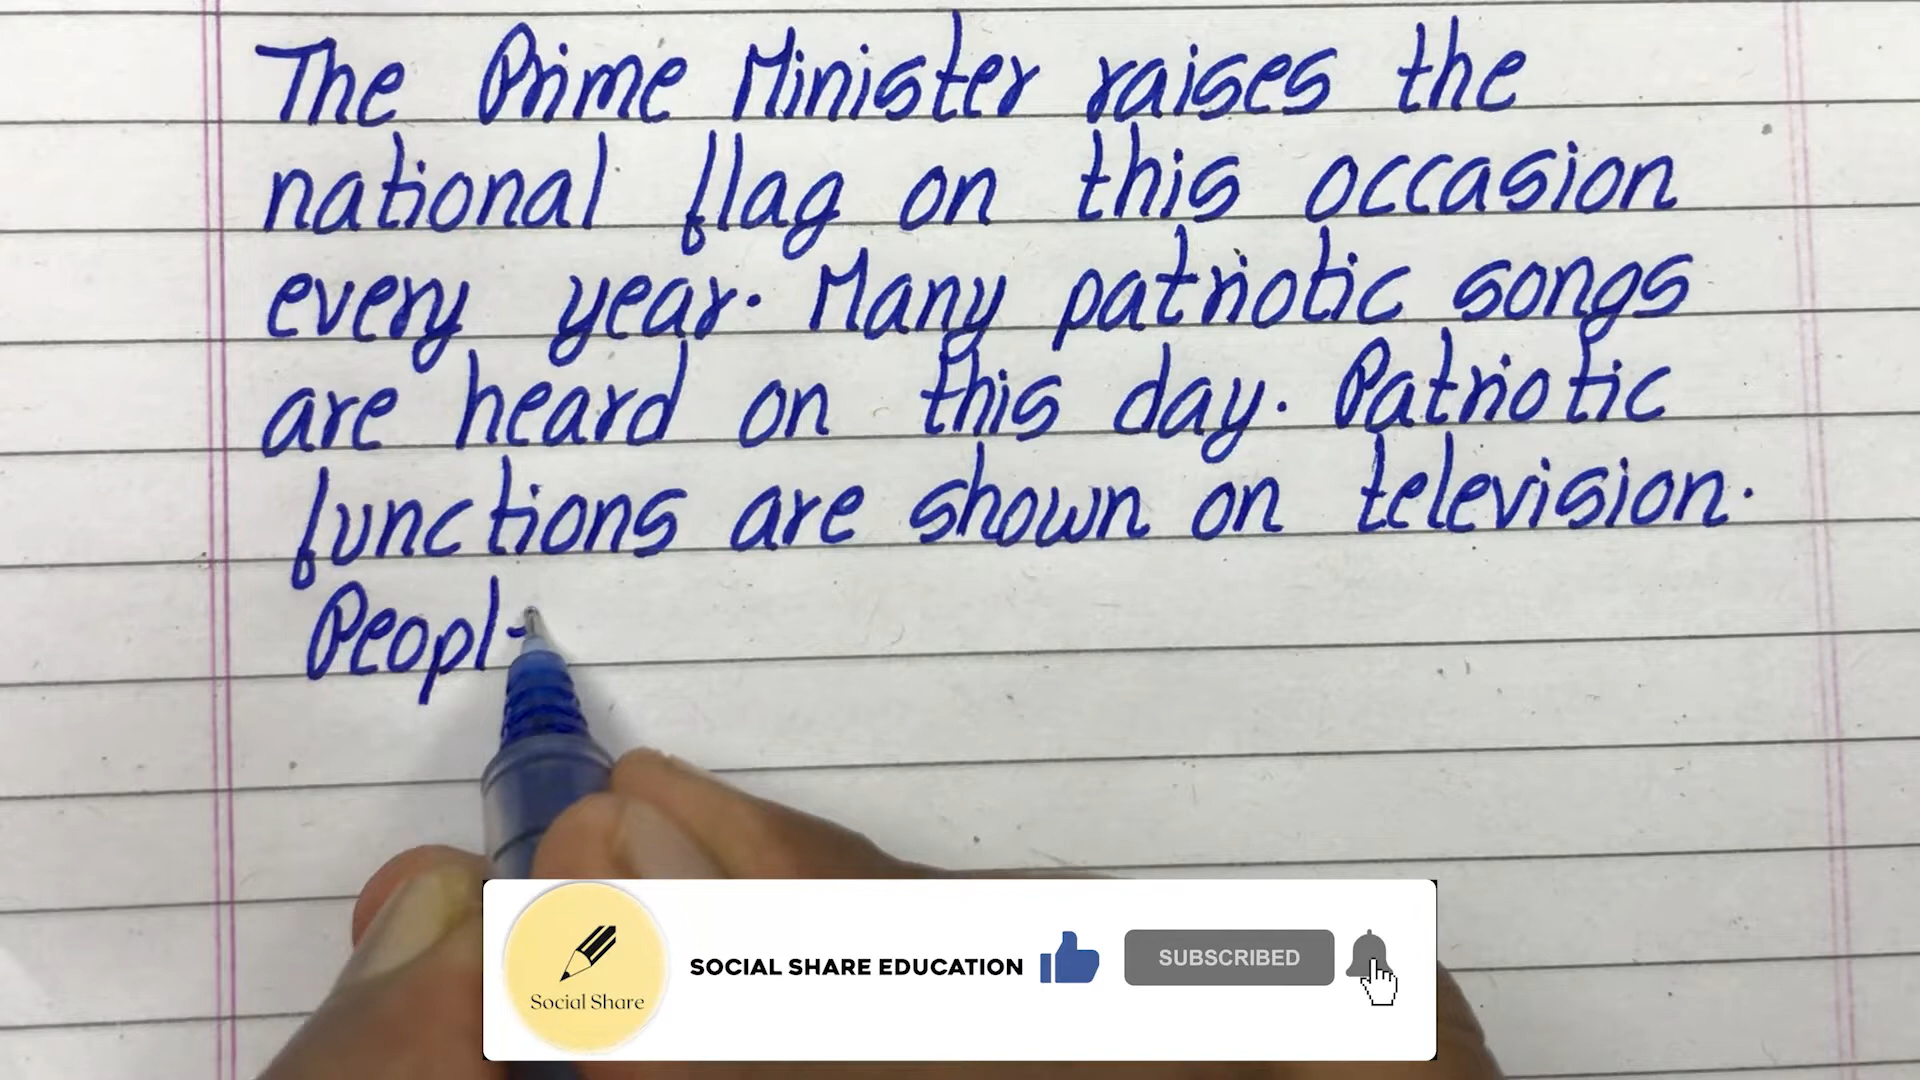 The Prime Minister raises the
national flag on this occasion
every year. Many patriotic songs
are heard on this day. Patriotic
functions are shown on television.
Peopl
Social Share
SOCIAL SHARE EDUCATION
SUBSCRIBED